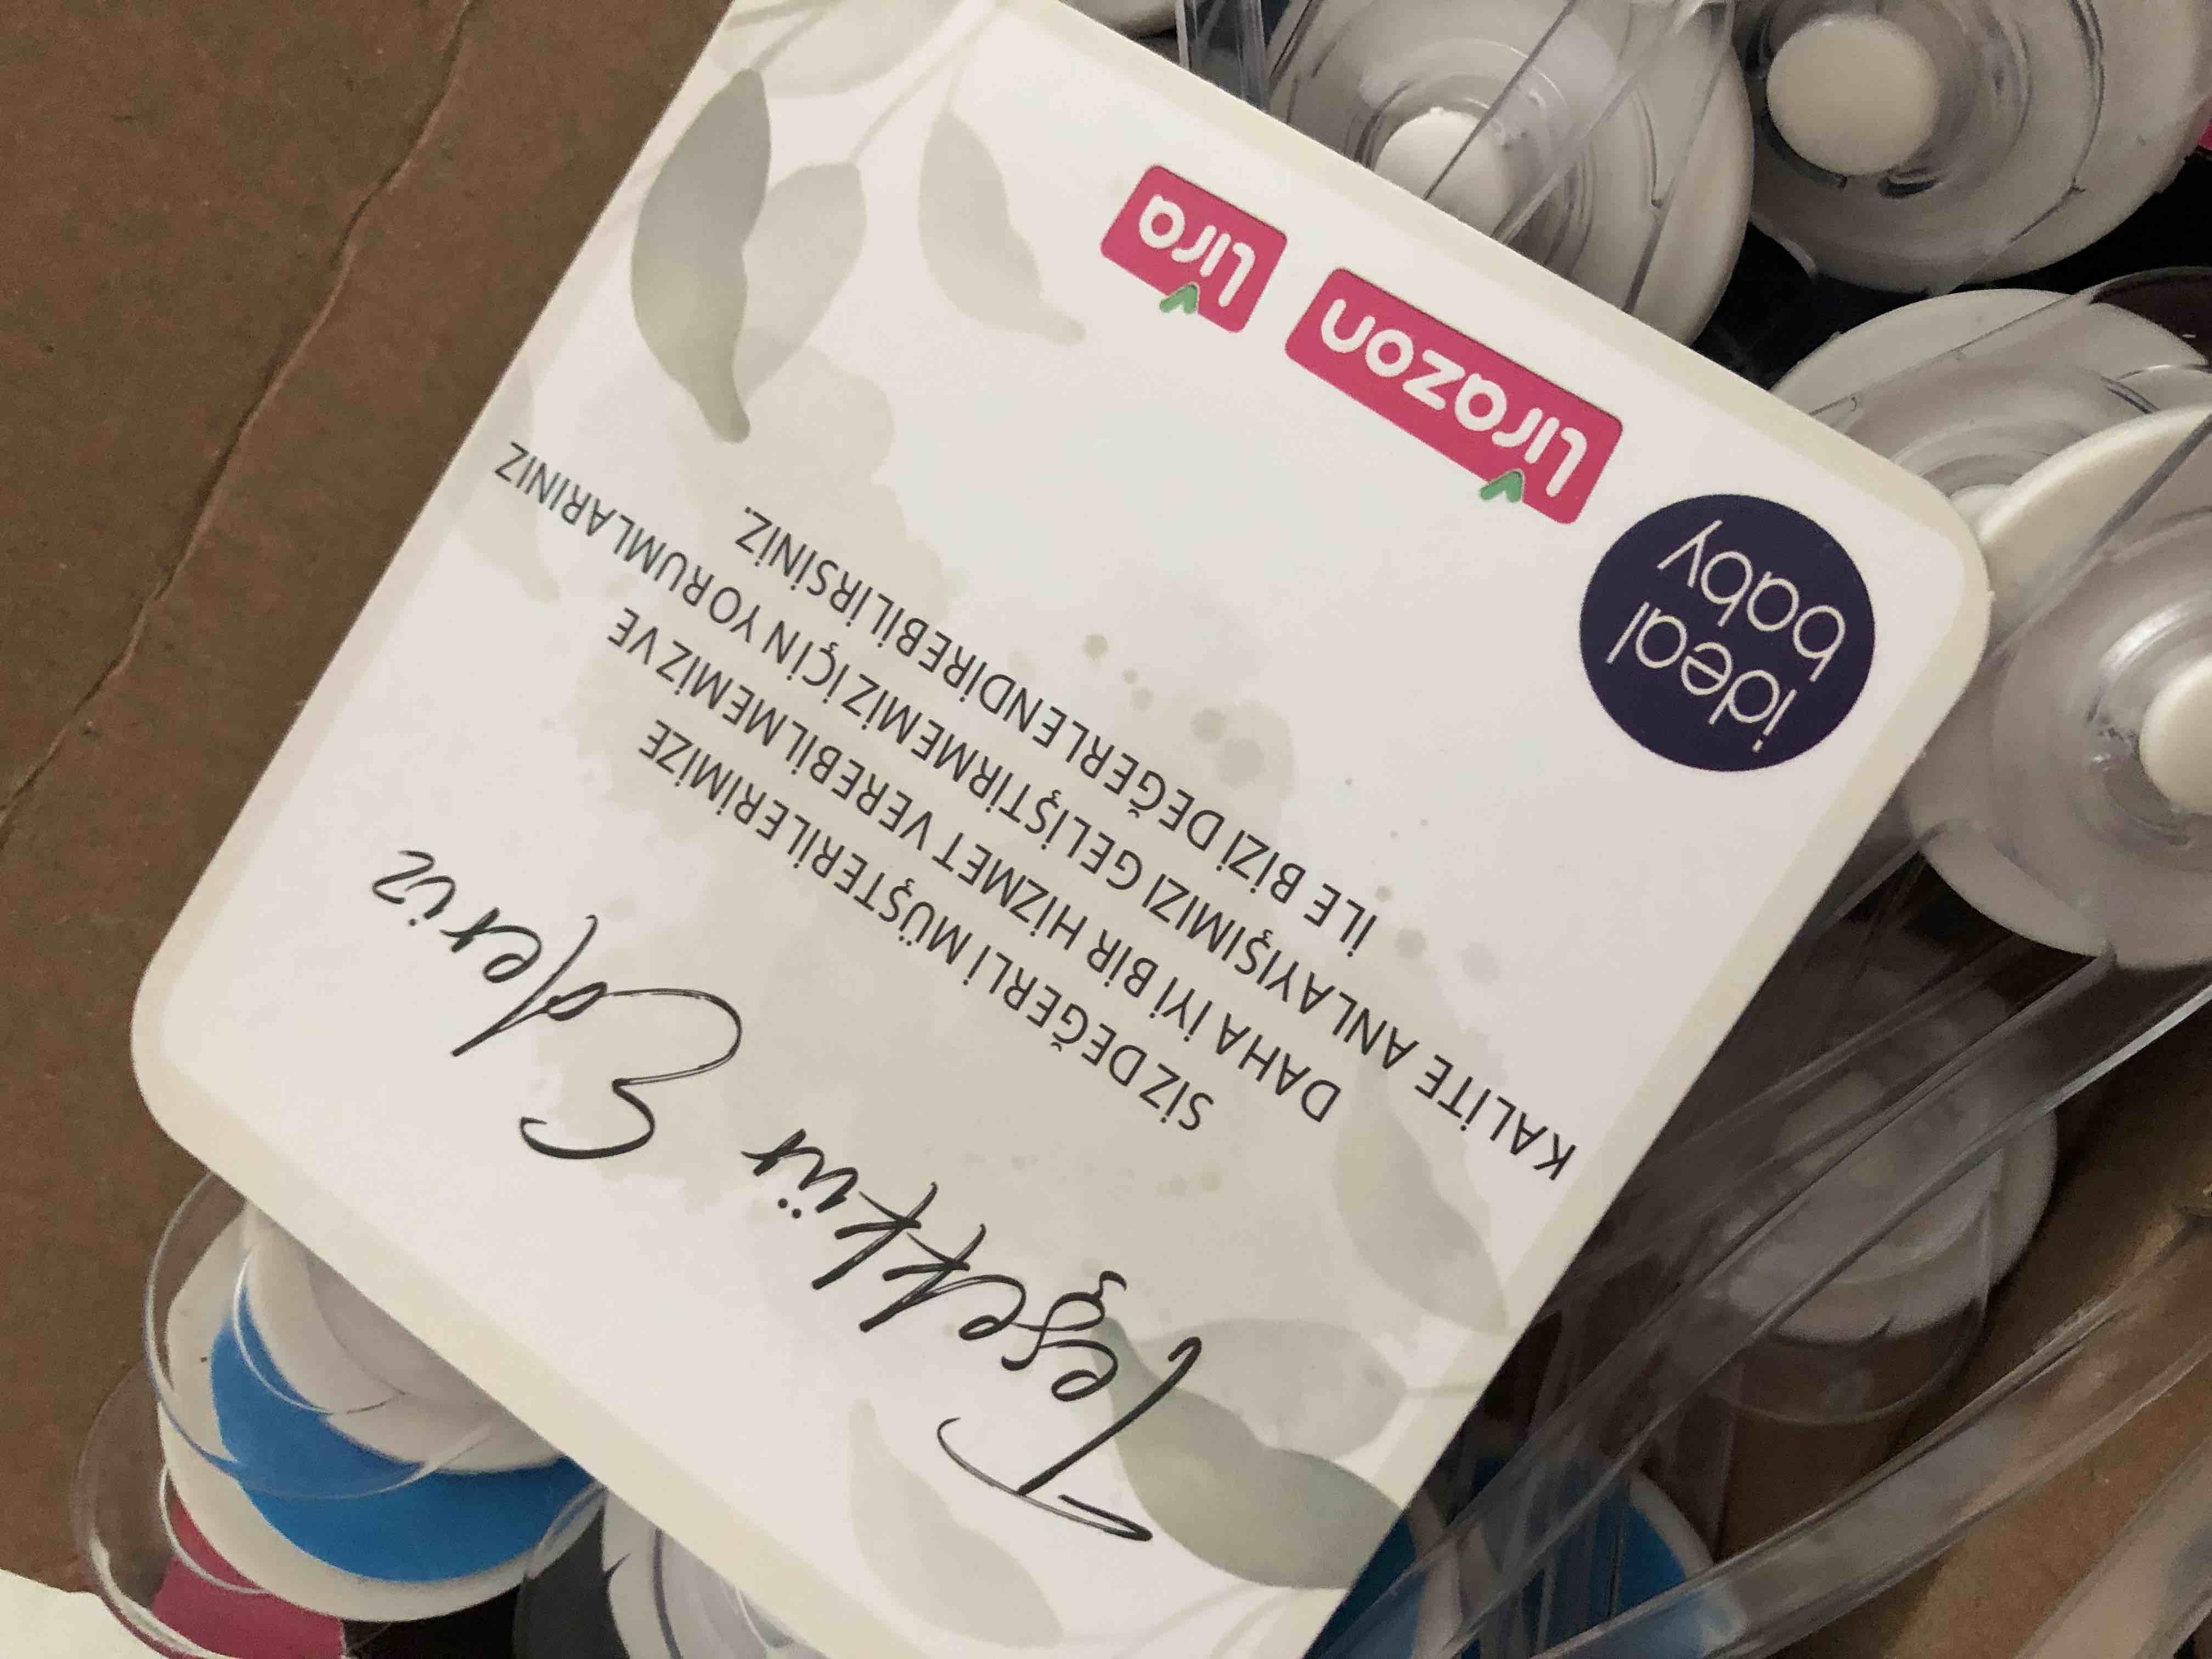 Teşekkür Ederiz
SİZ DEĞERLİ MÜŞTERİLERİMİZE
DAHA İYİ BİR HİZMET VEREBİLMEMİZ VE
KALİTE ANLAYIŞIMIZI GELİŞTİRMEMİZ İÇİN YORUMLARINIZ
İLE BİZİ DEĞERLENDİREBİLİRSİNİZ.
ideal
baby
Lirazon
Lira